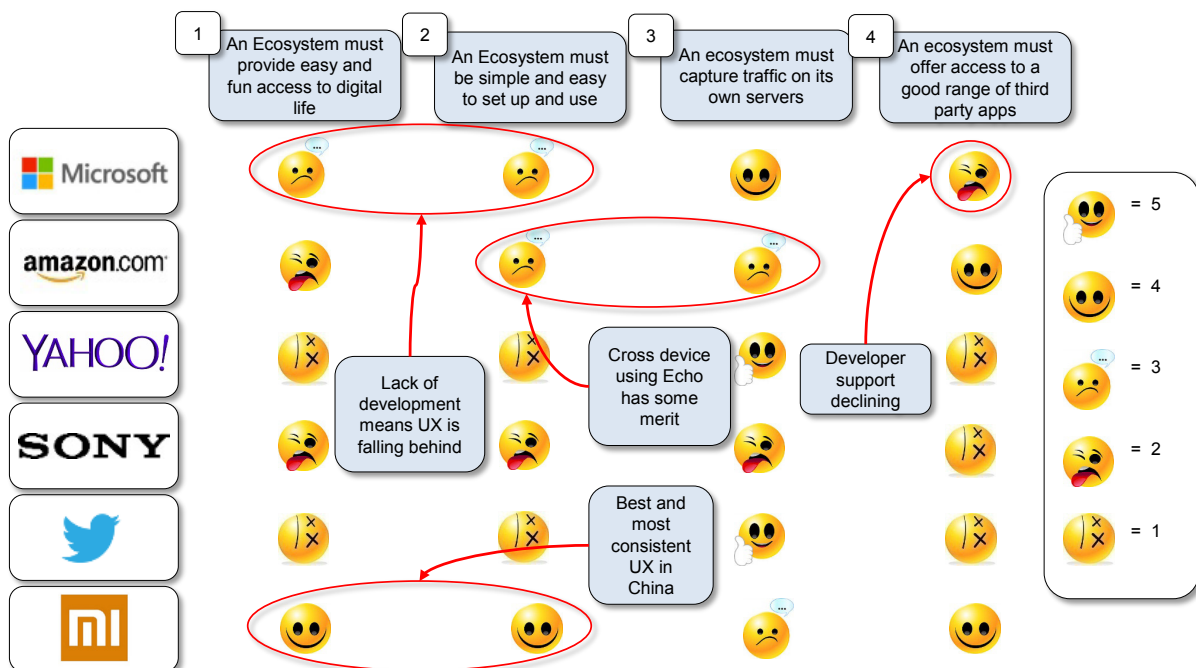 1
An Ecosystem must
provide easy and
fun access to digital
life
2
An Ecosystem must
be simple and easy
to set up and use
3
An ecosystem must
capture traffic on its
own servers
4
An ecosystem must
offer access to a
good range of third
party apps
Microsoft
...
...
= 5
amazon.com
...
...
= 4
YAHOO!
Lack of
development
means UX is
falling behind
Cross device
using Echo
has some
merit
Developer
support
declining
...
= 3
SONY
= 2
Best and
most
consistent
UX in
China
= 1
mi
...